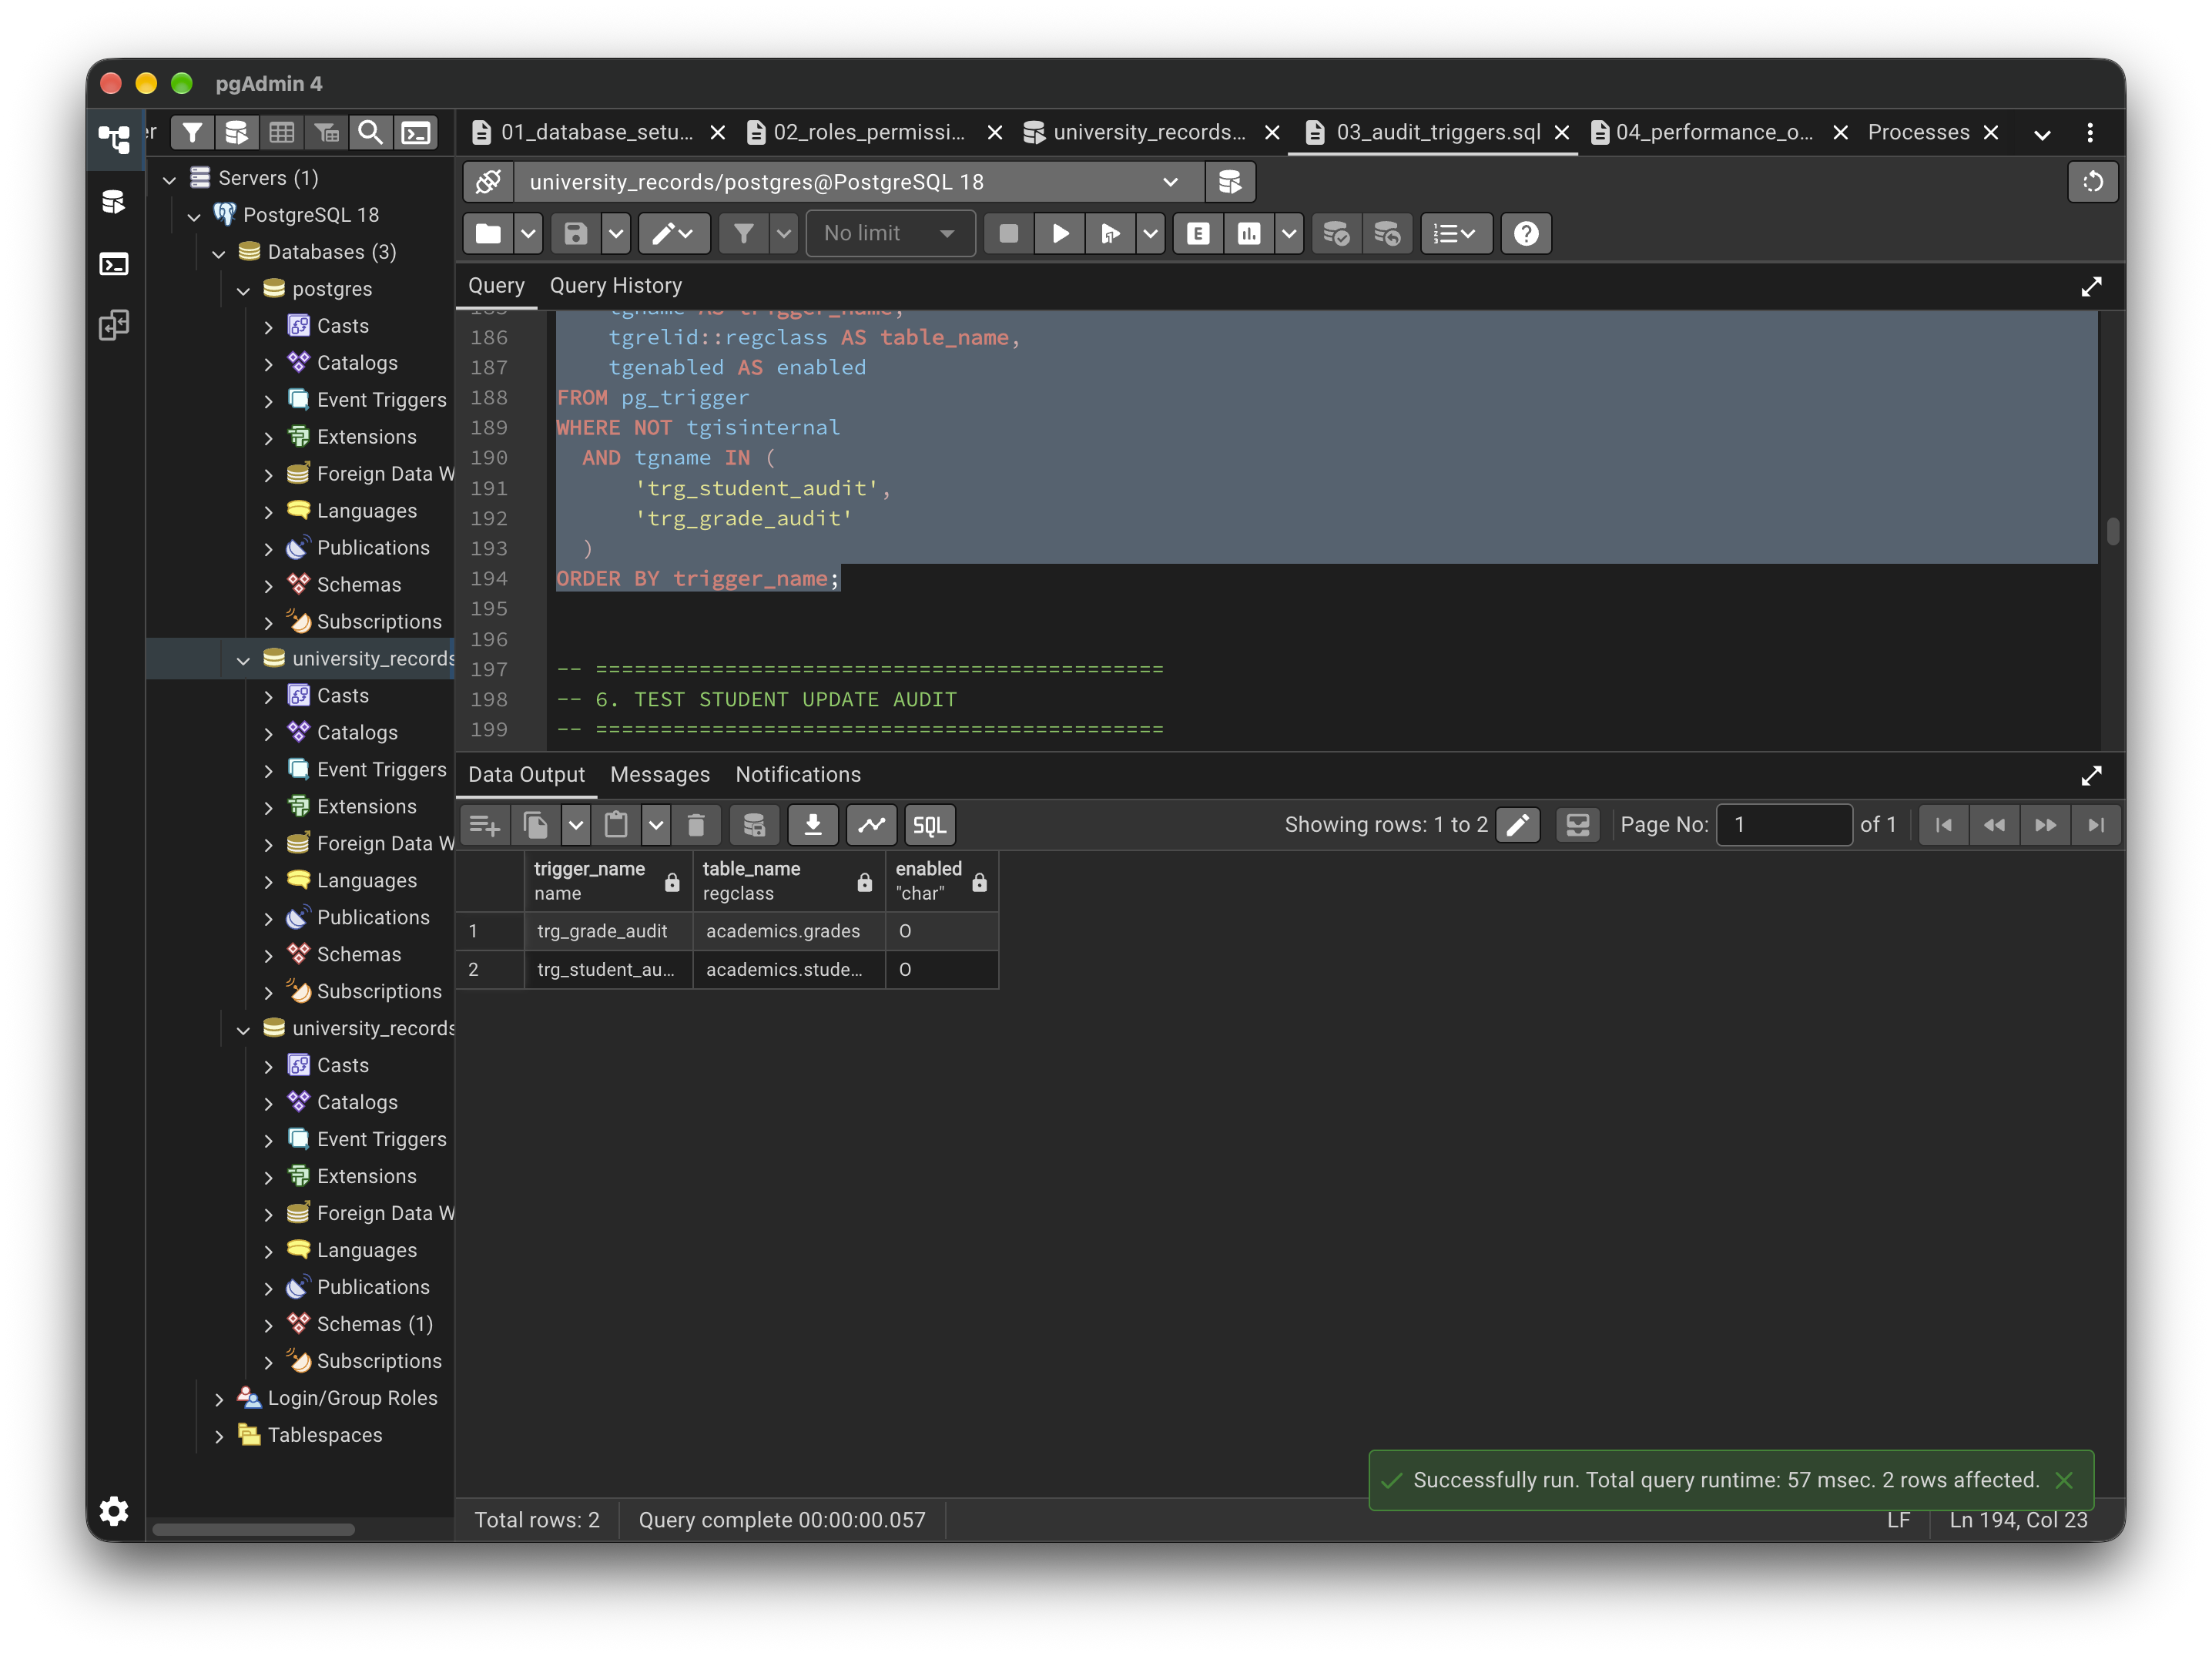 pgAdmin 4
er
01_database_setu...
02_roles_permissi...
university_records...
03_audit_triggers.sql
04_performance_o...
Processes
Servers (1)
PostgreSQL 18
Databases (3)
postgres
Casts
Catalogs
Event Triggers
Extensions
Foreign Data W
Languages
Publications
Schemas
Subscriptions
university_records
Casts
Catalogs
Event Triggers
Extensions
Foreign Data W
Languages
Publications
Schemas
Subscriptions
university_records
Casts
Catalogs
Event Triggers
Extensions
Foreign Data W
Languages
Publications
Schemas (1)
Subscriptions
Login/Group Roles
Tablespaces
university_records/postgres@PostgreSQL 18
No limit
E
Query Query History
185 tgname AS trigger_name,
186 tgrelid::regclass AS table_name,
187 tgenabled AS enabled
188 FROM pg_trigger
189 WHERE NOT tgisinternal
190 AND tgname IN (
191 'trg_student_audit',
192 'trg_grade_audit'
193 )
194 ORDER BY trigger_name;
195
196
197 -- ============================================
198 -- 6. TEST STUDENT UPDATE AUDIT
199 -- ============================================
Data Output Messages Notifications
SQL
Showing rows: 1 to 2
Page No: 1 of 1
trigger_name table_name enabled
name regclass "char"
1 trg_grade_audit academics.grades O
2 trg_student_au... academics.stude... O
Successfully run. Total query runtime: 57 msec. 2 rows affected.
Total rows: 2 Query complete 00:00:00.057 LF Ln 194, Col 23